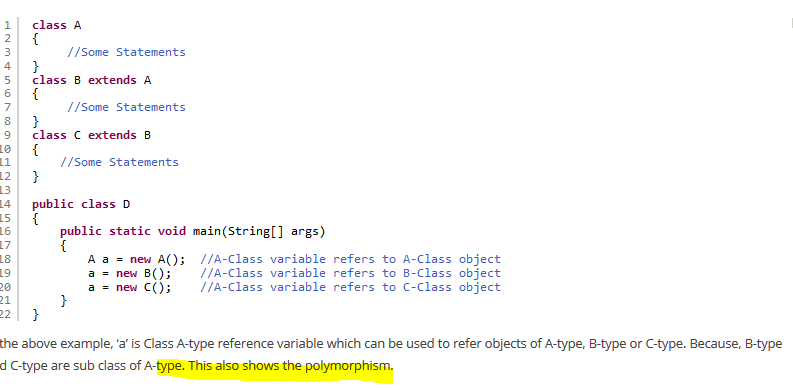 1 class A
2 {
3 //Some Statements
4 }
5 class B extends A
6 {
7 //Some Statements
8 }
9 class C extends B
10 {
11 //Some Statements
12 }
13
14 public class D
15 {
16 public static void main(String[] args)
17 {
18 A a = new A(); //A-Class variable refers to A-Class object
19 a = new B(); //A-Class variable refers to B-Class object
20 a = new C(); //A-Class variable refers to C-Class object
21 }
22 }
the above example, ‘a’ is Class A-type reference variable which can be used to refer objects of A-type, B-type or C-type. Because, B-type
d C-type are sub class of A-type. This also shows the polymorphism.